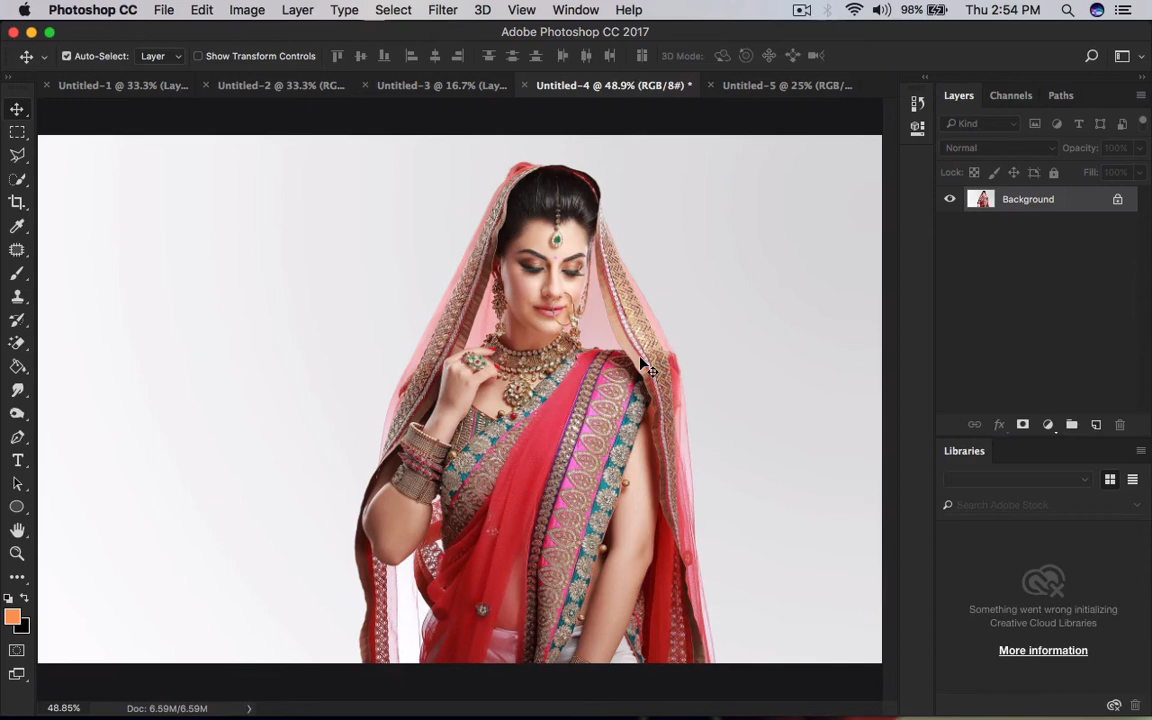 Photoshop CC File Edit Image Layer Type Select Filter 3D View Window Help 98% Thu 2:54 PM
Adobe Photoshop CC 2017
Auto-Select: Layer Show Transform Controls 3D Mode:
Untitled-1 @ 33.3% (Lay... Untitled-2 @ 33.3% (RG... Untitled-3 @ 16.7% (Lay... Untitled-4 @ 48.9% (RGB/8#) * Untitled-5 @ 25% (RGB/...
Layers Channels Paths
Kind
Normal Opacity: 100%
Lock: Fill: 100%
Background
Libraries
Search Adobe Stock
Something went wrong initializing
Creative Cloud Libraries
More information
48.85% Doc: 6.59M/6.59M